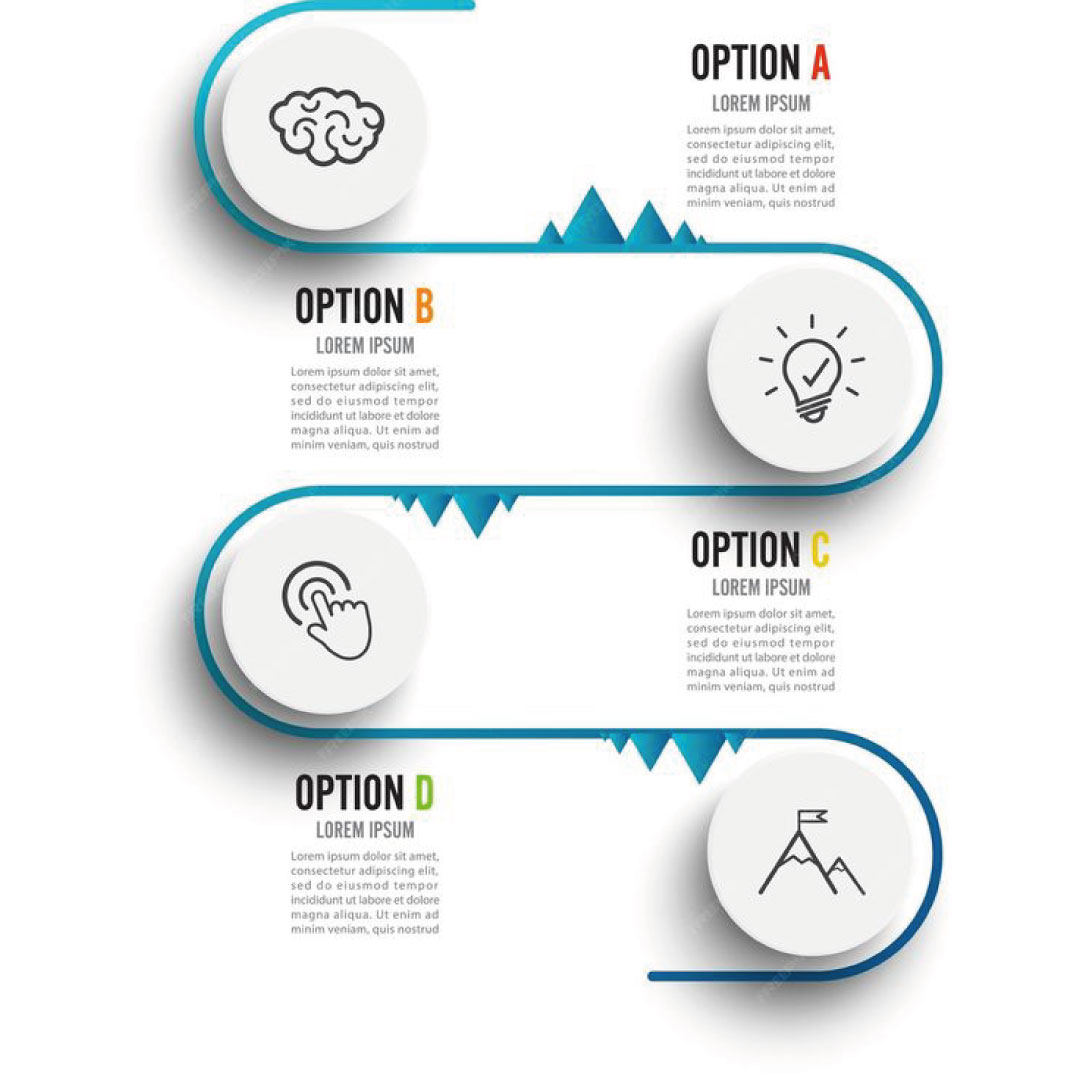 OPTION A
LOREM IPSUM
Lorem ipsum dolor sit amet,
consectetur adipiscing elit,
sed do eiusmod tempor
incididunt ut labore et dolore
magna aliqua. Ut enim ad
minim veniam, quis nostrud
OPTION B
LOREM IPSUM
Lorem ipsum dolor sit amet,
consectetur adipiscing elit,
sed do eiusmod tempor
incididunt ut labore et dolore
magna aliqua. Ut enim ad
minim veniam, quis nostrud
OPTION C
LOREM IPSUM
Lorem ipsum dolor sit amet,
consectetur adipiscing elit,
sed do eiusmod tempor
incididunt ut labore et dolore
magna aliqua. Ut enim ad
minim veniam, quis nostrud
OPTION D
LOREM IPSUM
Lorem ipsum dolor sit amet,
consectetur adipiscing elit,
sed do eiusmod tempor
incididunt ut labore et dolore
magna aliqua. Ut enim ad
minim veniam, quis nostrud